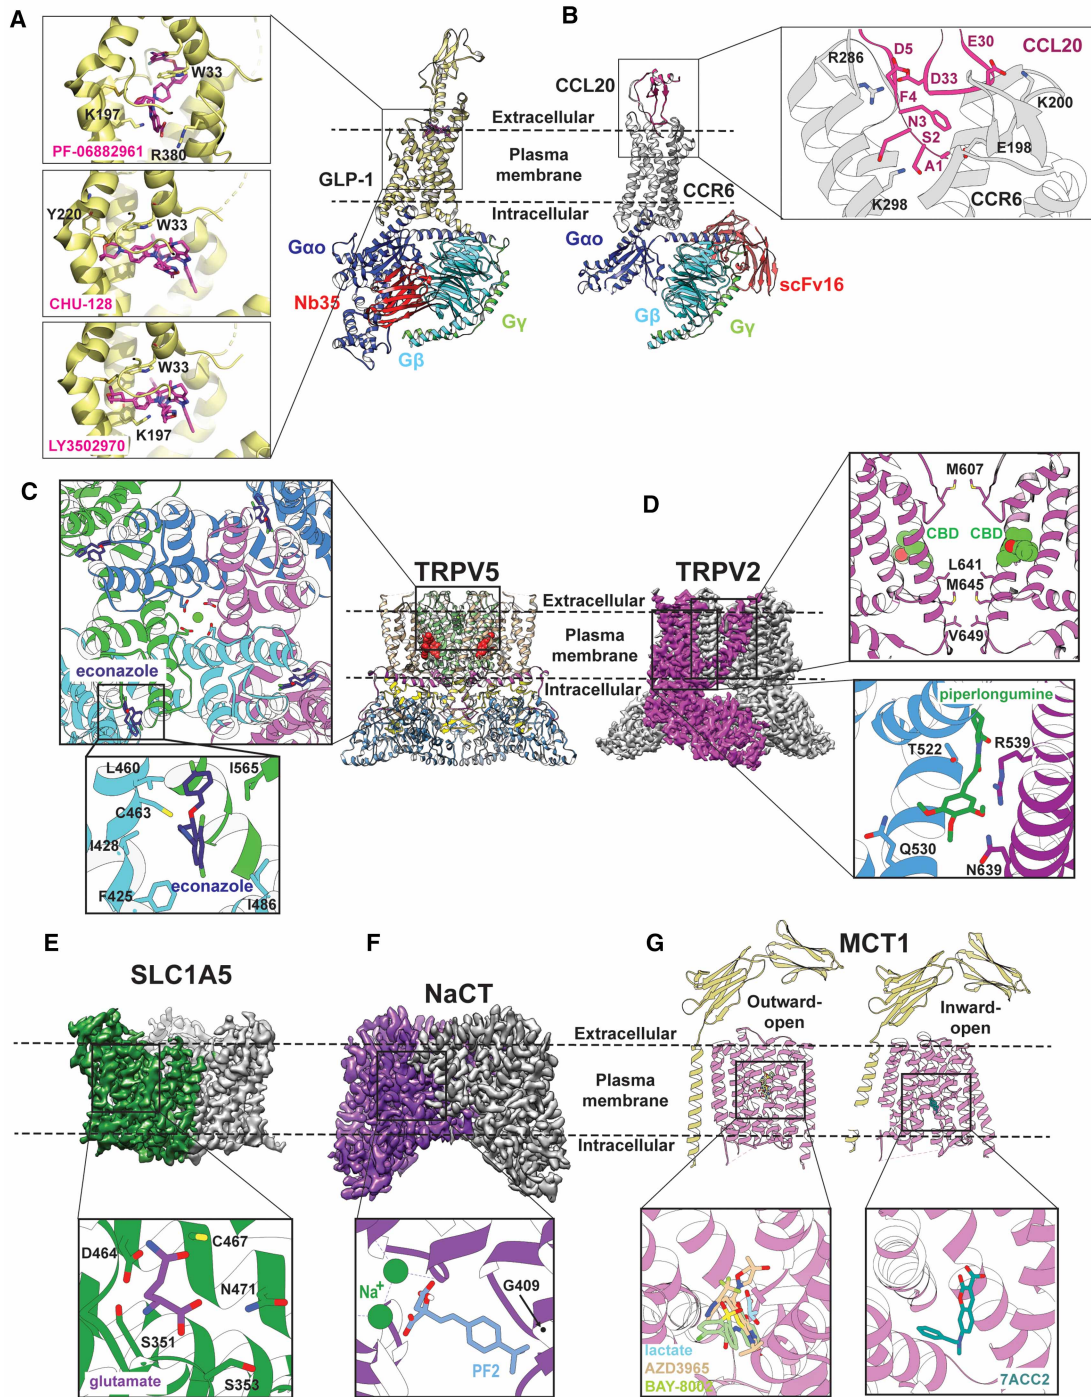 A
W33
K197
R380
PF-06882961
Y220
W33
CHU-128
W33
K197
LY3502970
GLP-1
Gαo
Nb35
Gβ
Gγ
Extracellular
Plasma
membrane
Intracellular
B
CCL20
CCR6
Gαo
Gβ
Gγ
scFv16
D5
E30
CCL20
R286
D33
F4
K200
N3
S2
E198
A1
CCR6
K298
C
econazole
L460
I565
C463
I428
econazole
F425
I486
TRPV5
Extracellular
Plasma
membrane
Intracellular
D
TRPV2
M607
CBD CBD
L641
M645
V649
piperlongumine
T522
R539
Q530
N639
E
SLC1A5
D464
C467
N471
S351
glutamate
S353
F
NaCT
Na+
G409
PF2
Extracellular
Plasma
membrane
Intracellular
G
MCT1
Outward-
open
Inward-
open
lactate
AZD3965
BAY-8002
7ACC2